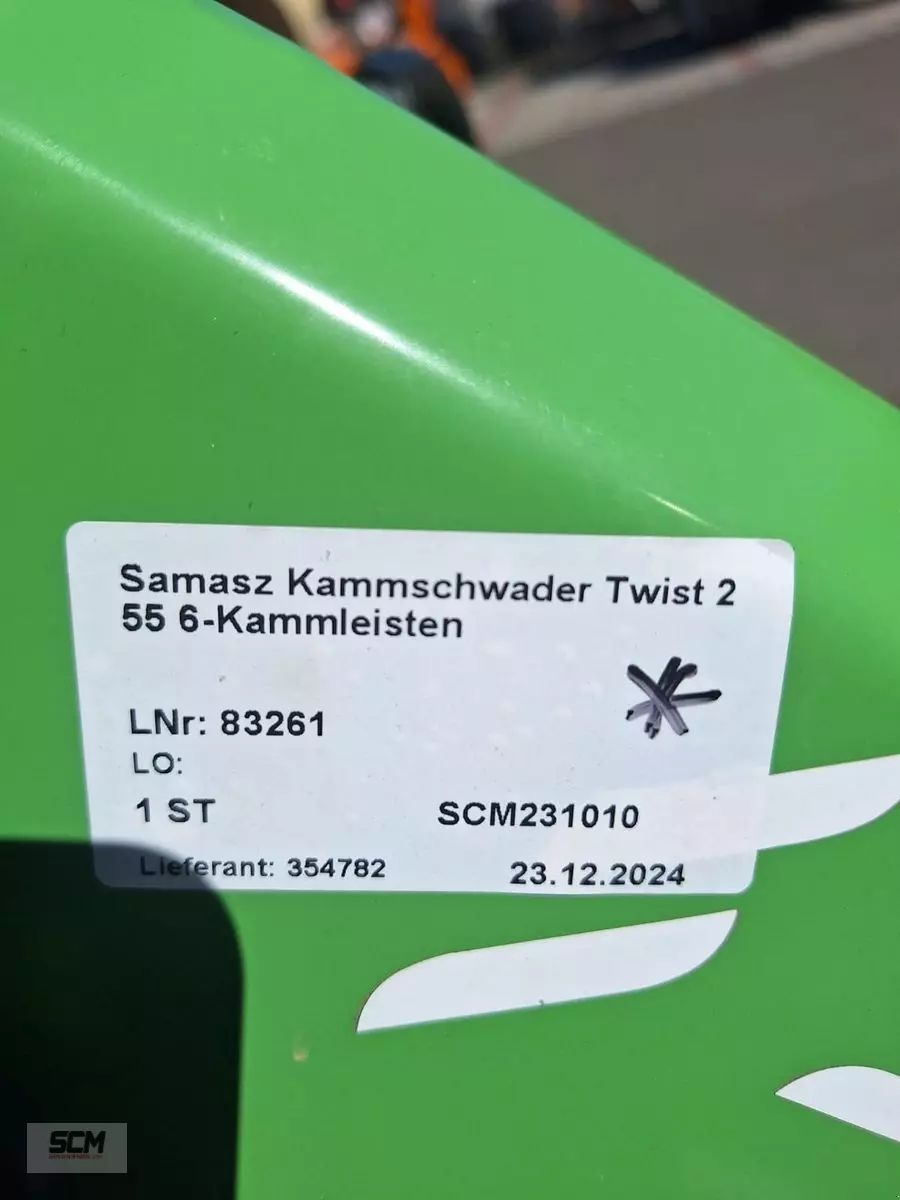 Samasz Kammschwader Twist 2
55 6-Kammleisten
LNr: 83261
LO:
1 ST SCM231010
Lieferant: 354782 23.12.2024
SCM